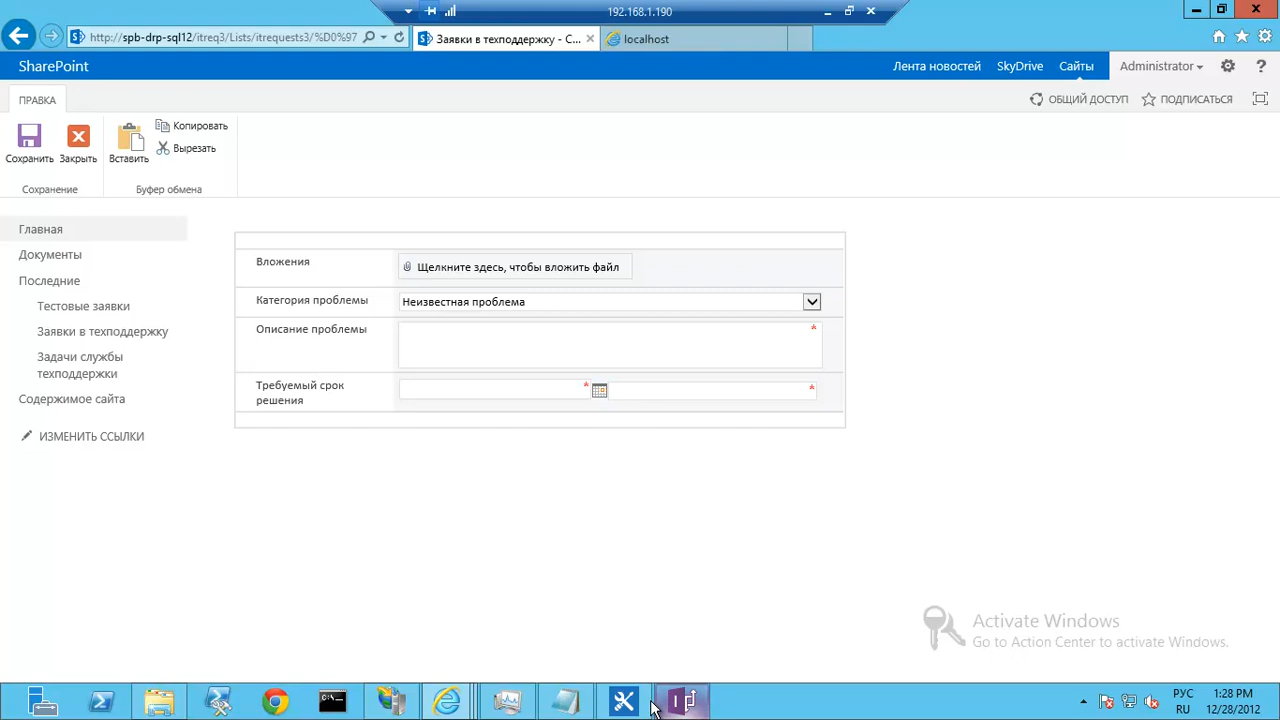 192.168.1.190
http://spb-drp-sql12/itreq3/Lists/itrequests3/%D0%97
Заявки в техподдержку - С...
localhost
SharePoint
Лента новостей
SkyDrive
Сайты
Administrator
?
ПРАВКА
ОБЩИЙ ДОСТУП
ПОДПИСАТЬСЯ
Сохранить
Закрыть
Вставить
Копировать
Вырезать
Сохранение
Буфер обмена
Главная
Документы
Последние
Тестовые заявки
Заявки в техподдержку
Задачи службы
техподдержки
Содержимое сайта
ИЗМЕНИТЬ ССЫЛКИ
Вложения
Щелкните здесь, чтобы вложить файл
Категория проблемы
Неизвестная проблема
Описание проблемы
*
Требуемый срок
решения
*
*
Activate Windows
Go to Action Center to activate Windows.
РУС
RU
1:28 PM
12/28/2012